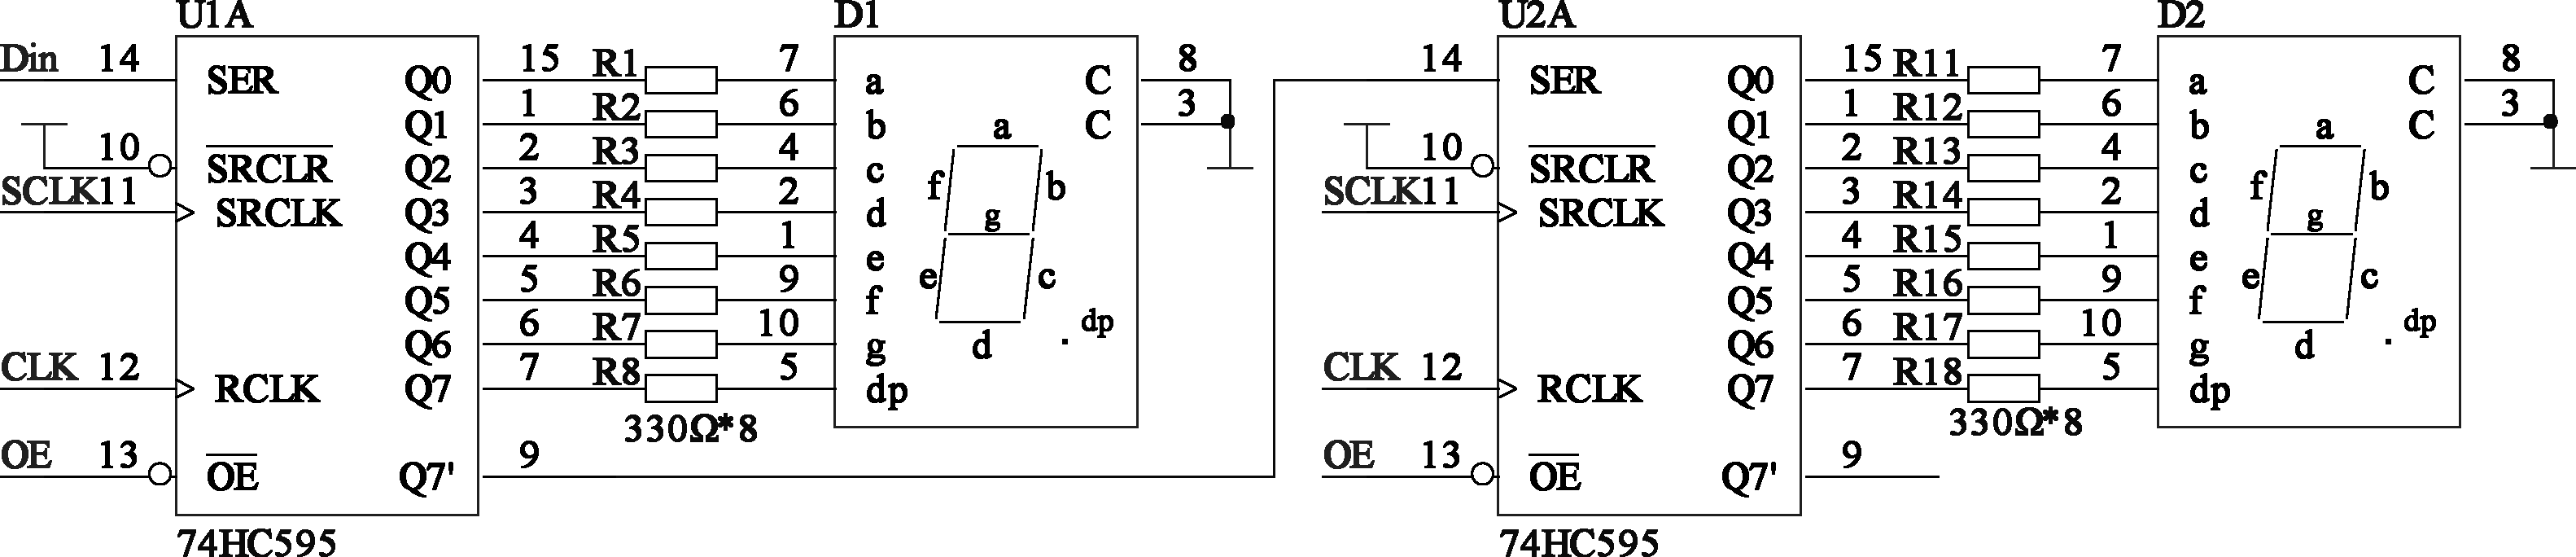 U1A D1 U2A D2
Din 14 SER Q0 15 R1 7 a C 8 14 SER Q0 15 R11 7 a C 8
Q1 1 R2 6 b C 3 Q1 1 R12 6 b C 3
10 SRCLR Q2 2 R3 4 c 10 SRCLR Q2 2 R13 4 c
SCLK 11 SRCLK Q3 3 R4 2 d SCLK 11 SRCLK Q3 3 R14 2 d
Q4 4 R5 1 e Q4 4 R15 1 e
Q5 5 R6 9 f Q5 5 R16 9 f
Q6 6 R7 10 g Q6 6 R17 10 g
CLK 12 RCLK Q7 7 R8 5 dp CLK 12 RCLK Q7 7 R18 5 dp
a
f b
g
e c
d dp
a
f b
g
e c
d dp
330Ω*8 330Ω*8
OE 13 OE Q7' 9 OE 13 OE Q7' 9
74HC595 74HC595